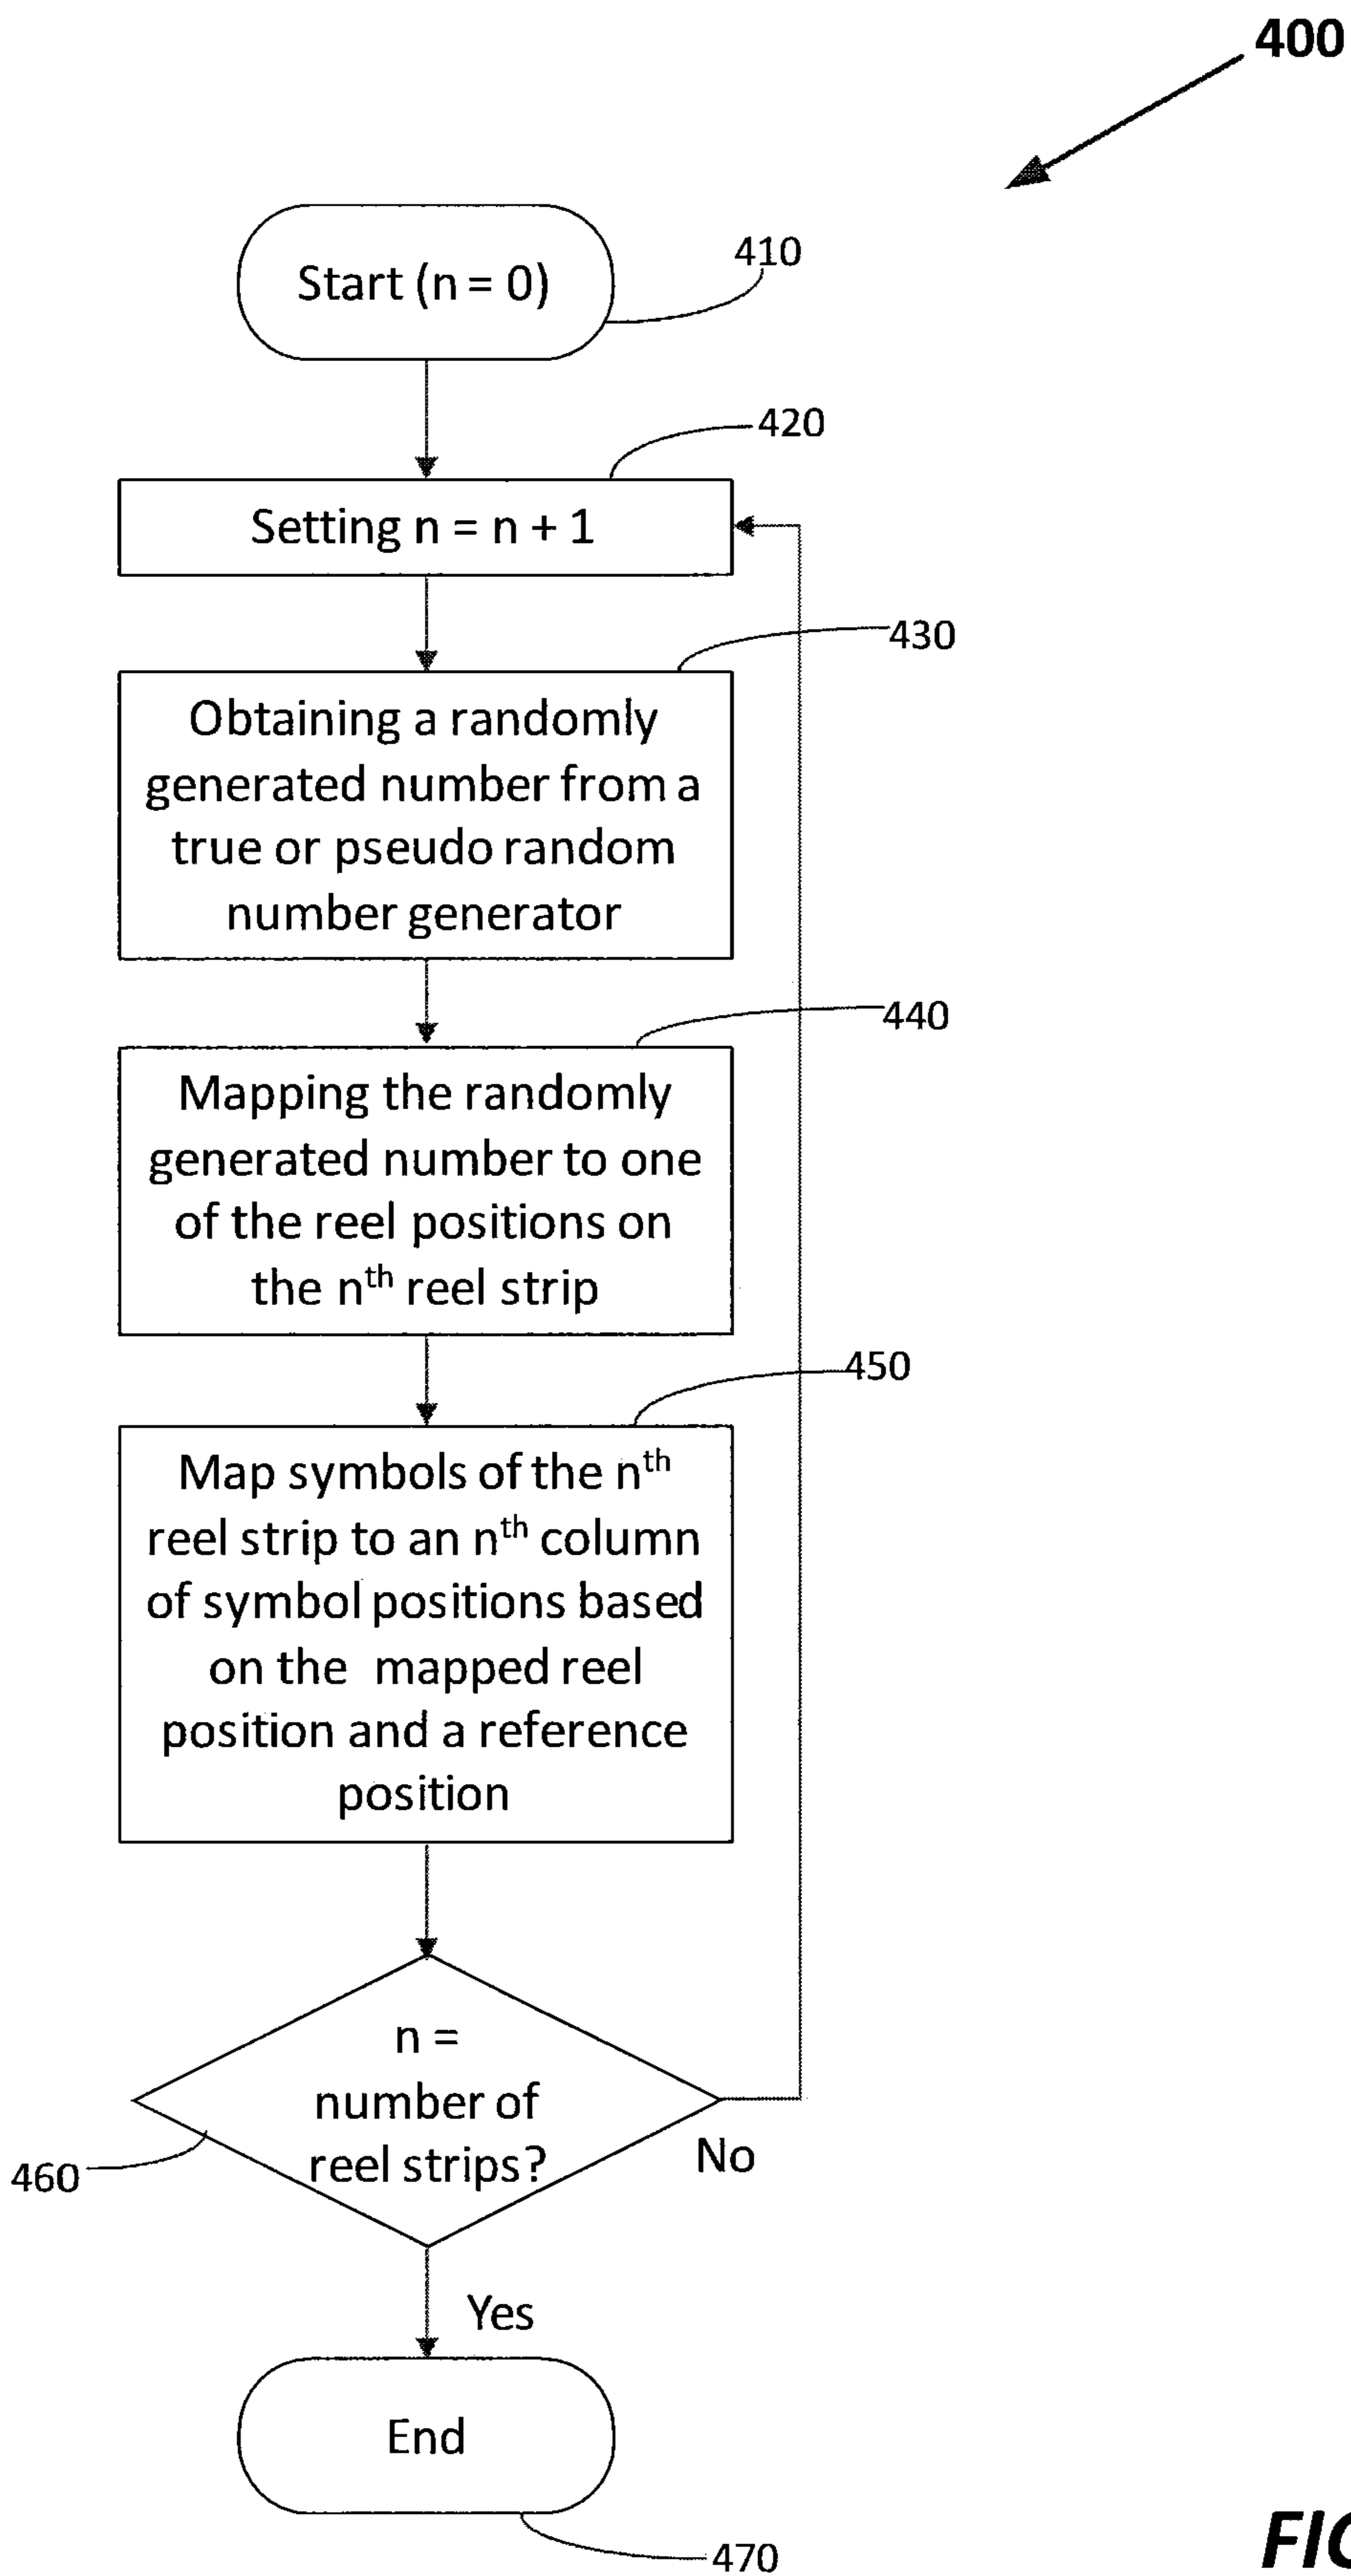 400
Start (n = 0)
410
420
Setting n = n + 1
430
Obtaining a randomly
generated number from a
true or pseudo random
number generator
440
Mapping the randomly
generated number to one
of the reel positions on
the nth reel strip
450
Map symbols of the nth
reel strip to an nth column
of symbol positions based
on the mapped reel
position and a reference
position
n =
number of
reel strips?
No
460
Yes
End
470